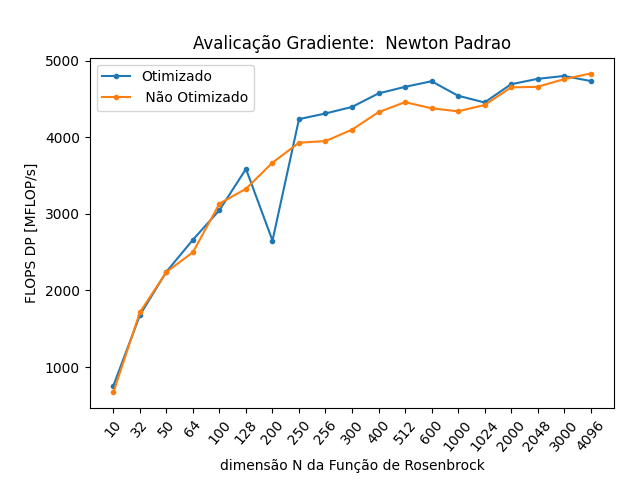 Avalicação Gradiente:  Newton Padrao
Otimizado
Não Otimizado
FLOPS DP [MFLOP/s]
5000
4000
3000
2000
1000
10 32 50 64 100 128 200 250 256 300 400 512 600 1000 1024 2000 2048 3000 4096
dimensão N da Função de Rosenbrock